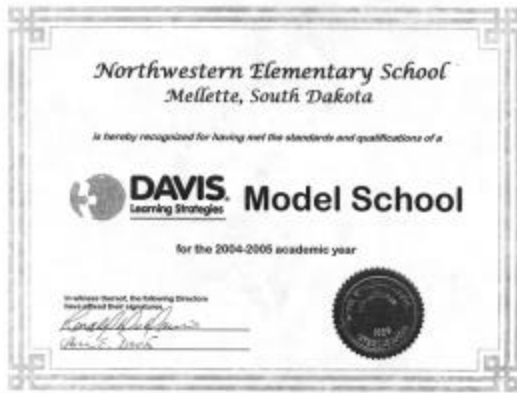 Northwestern Elementary School
Mellette, South Dakota
is hereby recognized for having met the standards and qualifications of a
DAVIS
Learning Strategies
Model School
for the 2004-2005 academic year
In witness thereof, the following Directors
have affixed their signatures